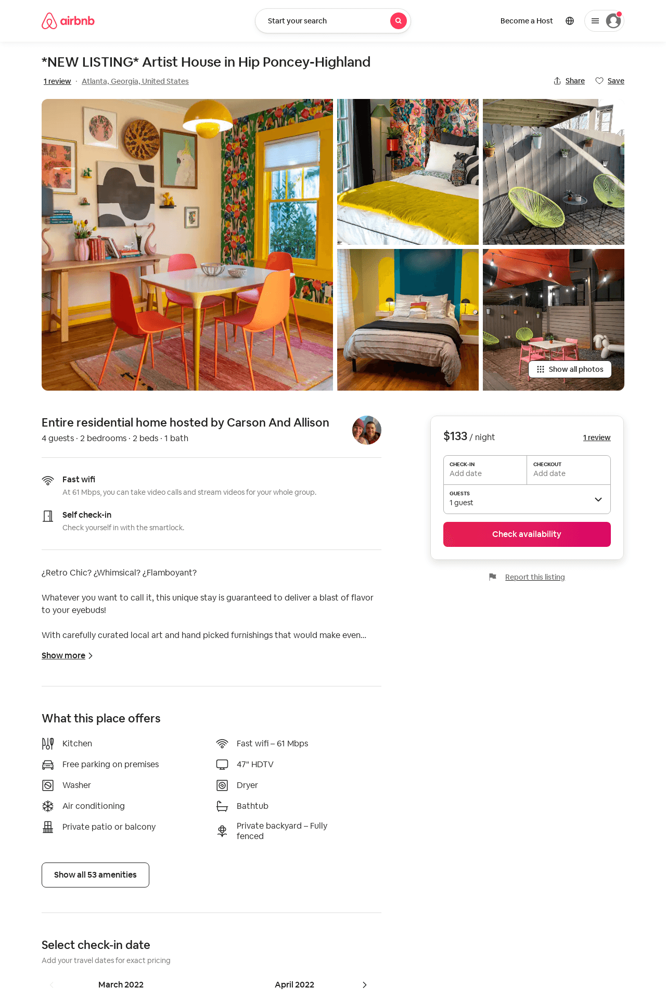 airbnb
Start your search
Become a Host
*NEW LISTING* Artist House in Hip Poncey-Highland
1 review · Atlanta, Georgia, United States
Share
Save
Show all photos
Entire residential home hosted by Carson And Allison
4 guests · 2 bedrooms · 2 beds · 1 bath
$133 / night
1 review
CHECK-IN
Add date
CHECKOUT
Add date
GUESTS
1 guest
Check availability
Report this listing
Fast wifi
At 61 Mbps, you can take video calls and stream videos for your whole group.
Self check-in
Check yourself in with the smartlock.
¿Retro Chic? ¿Whimsical? ¿Flamboyant?
Whatever you want to call it, this unique stay is guaranteed to deliver a blast of flavor
to your eyebuds!
With carefully curated local art and hand picked furnishings that would make even...
Show more
What this place offers
Kitchen
Fast wifi – 61 Mbps
Free parking on premises
47" HDTV
Washer
Dryer
Air conditioning
Bathtub
Private patio or balcony
Private backyard – Fully
fenced
Show all 53 amenities
Select check-in date
Add your travel dates for exact pricing
March 2022
April 2022